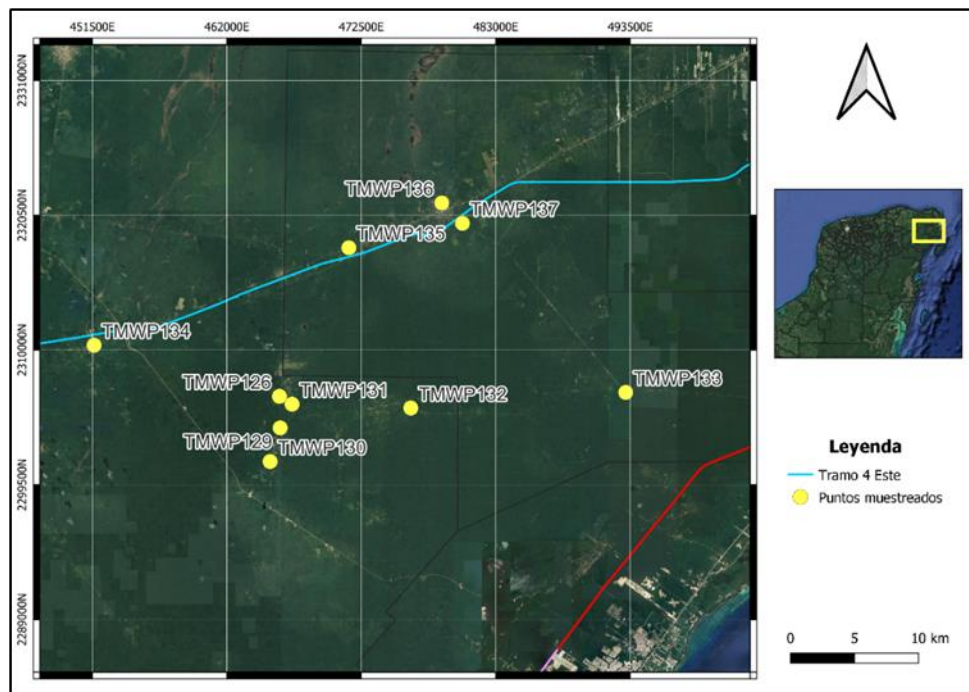 451500E 462000E 472500E 483000E 493500E
2331000N
2320500N
2310000N
2299500N
2289000N
TMWP136
TMWP137
TMWP135
TMWP134
TMWP126
TMWP131
TMWP132
TMWP133
TMWP129
TMWP130
Leyenda
Tramo 4 Este
Puntos muestreados
0 5 10 km